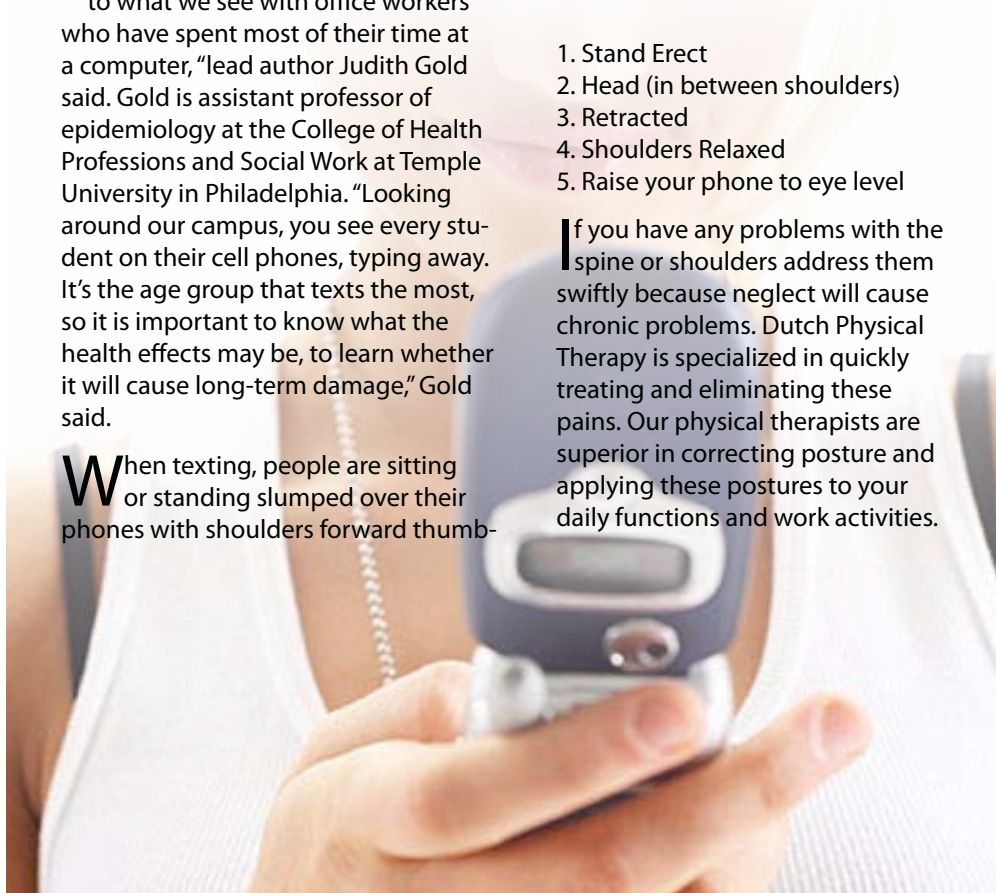 to what we see with office workers
who have spent most of their time at
a computer, “lead author Judith Gold
said. Gold is assistant professor of
epidemiology at the College of Health
Professions and Social Work at Temple
University in Philadelphia. “Looking
around our campus, you see every stu-
dent on their cell phones, typing away.
It’s the age group that texts the most,
so it is important to know what the
health effects may be, to learn whether
it will cause long-term damage,” Gold
said.
When texting, people are sitting
or standing slumped over their
phones with shoulders forward thumb-
1. Stand Erect
2. Head (in between shoulders)
3. Retracted
4. Shoulders Relaxed
5. Raise your phone to eye level
If you have any problems with the
spine or shoulders address them
swiftly because neglect will cause
chronic problems. Dutch Physical
Therapy is specialized in quickly
treating and eliminating these
pains. Our physical therapists are
superior in correcting posture and
applying these postures to your
daily functions and work activities.